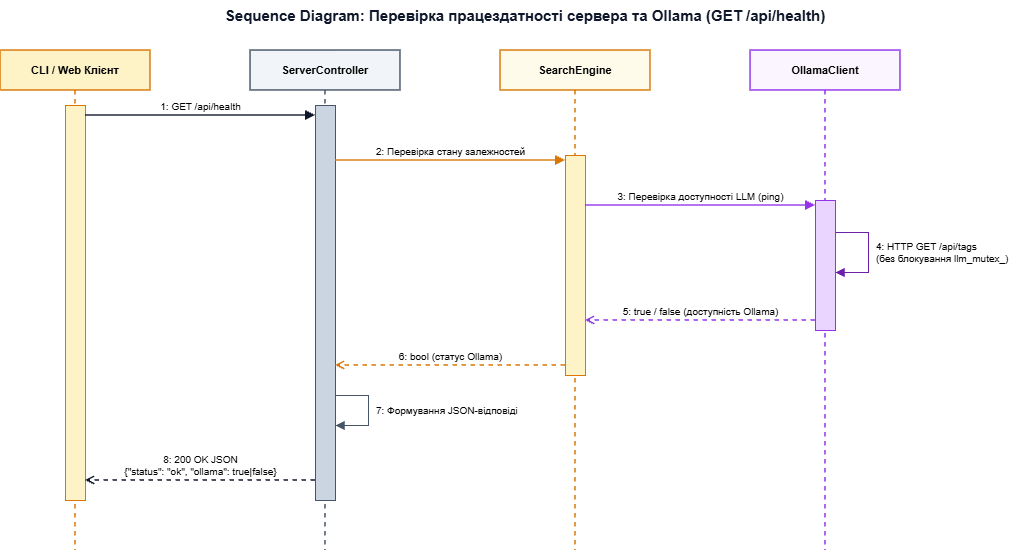 Sequence Diagram: Перевірка працездатності сервера та Ollama (GET /api/health)
CLI / Web Клієнт
ServerController
SearchEngine
OllamaClient
1: GET /api/health
2: Перевірка стану залежностей
3: Перевірка доступності LLM (ping)
4: HTTP GET /api/tags
(без блокування llm_mutex_)
5: true / false (доступність Ollama)
6: bool (статус Ollama)
7: Формування JSON-відповіді
8: 200 OK JSON
{"status": "ok", "ollama": true|false}